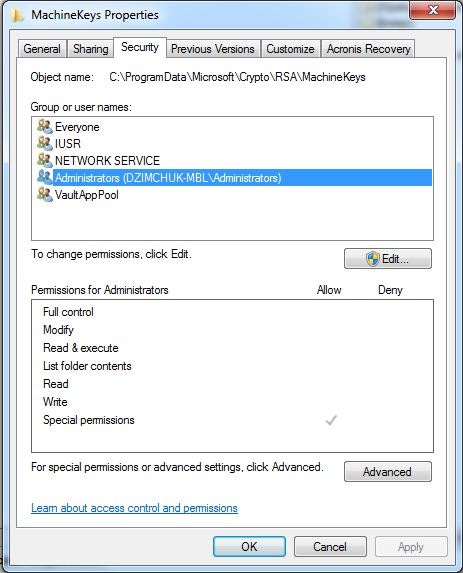 MachineKeys Properties
General
Sharing
Security
Previous Versions
Customize
Acronis Recovery
Object name: C:\ProgramData\Microsoft\Crypto\RSA\MachineKeys
Group or user names:
Everyone
IUSR
NETWORK SERVICE
Administrators (DZIMCHUK-MBL\Administrators)
VaultAppPool
To change permissions, click Edit.
Edit...
Permissions for Administrators Allow Deny
Full control
Modify
Read & execute
List folder contents
Read
Write
Special permissions
For special permissions or advanced settings, click Advanced.
Advanced
Learn about access control and permissions
OK
Cancel
Apply